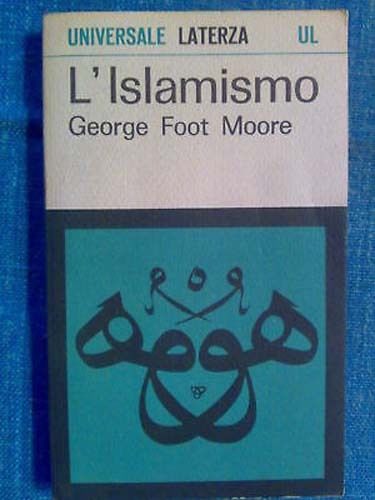 UNIVERSALE LATERZA UL
L'Islamismo
George Foot Moore